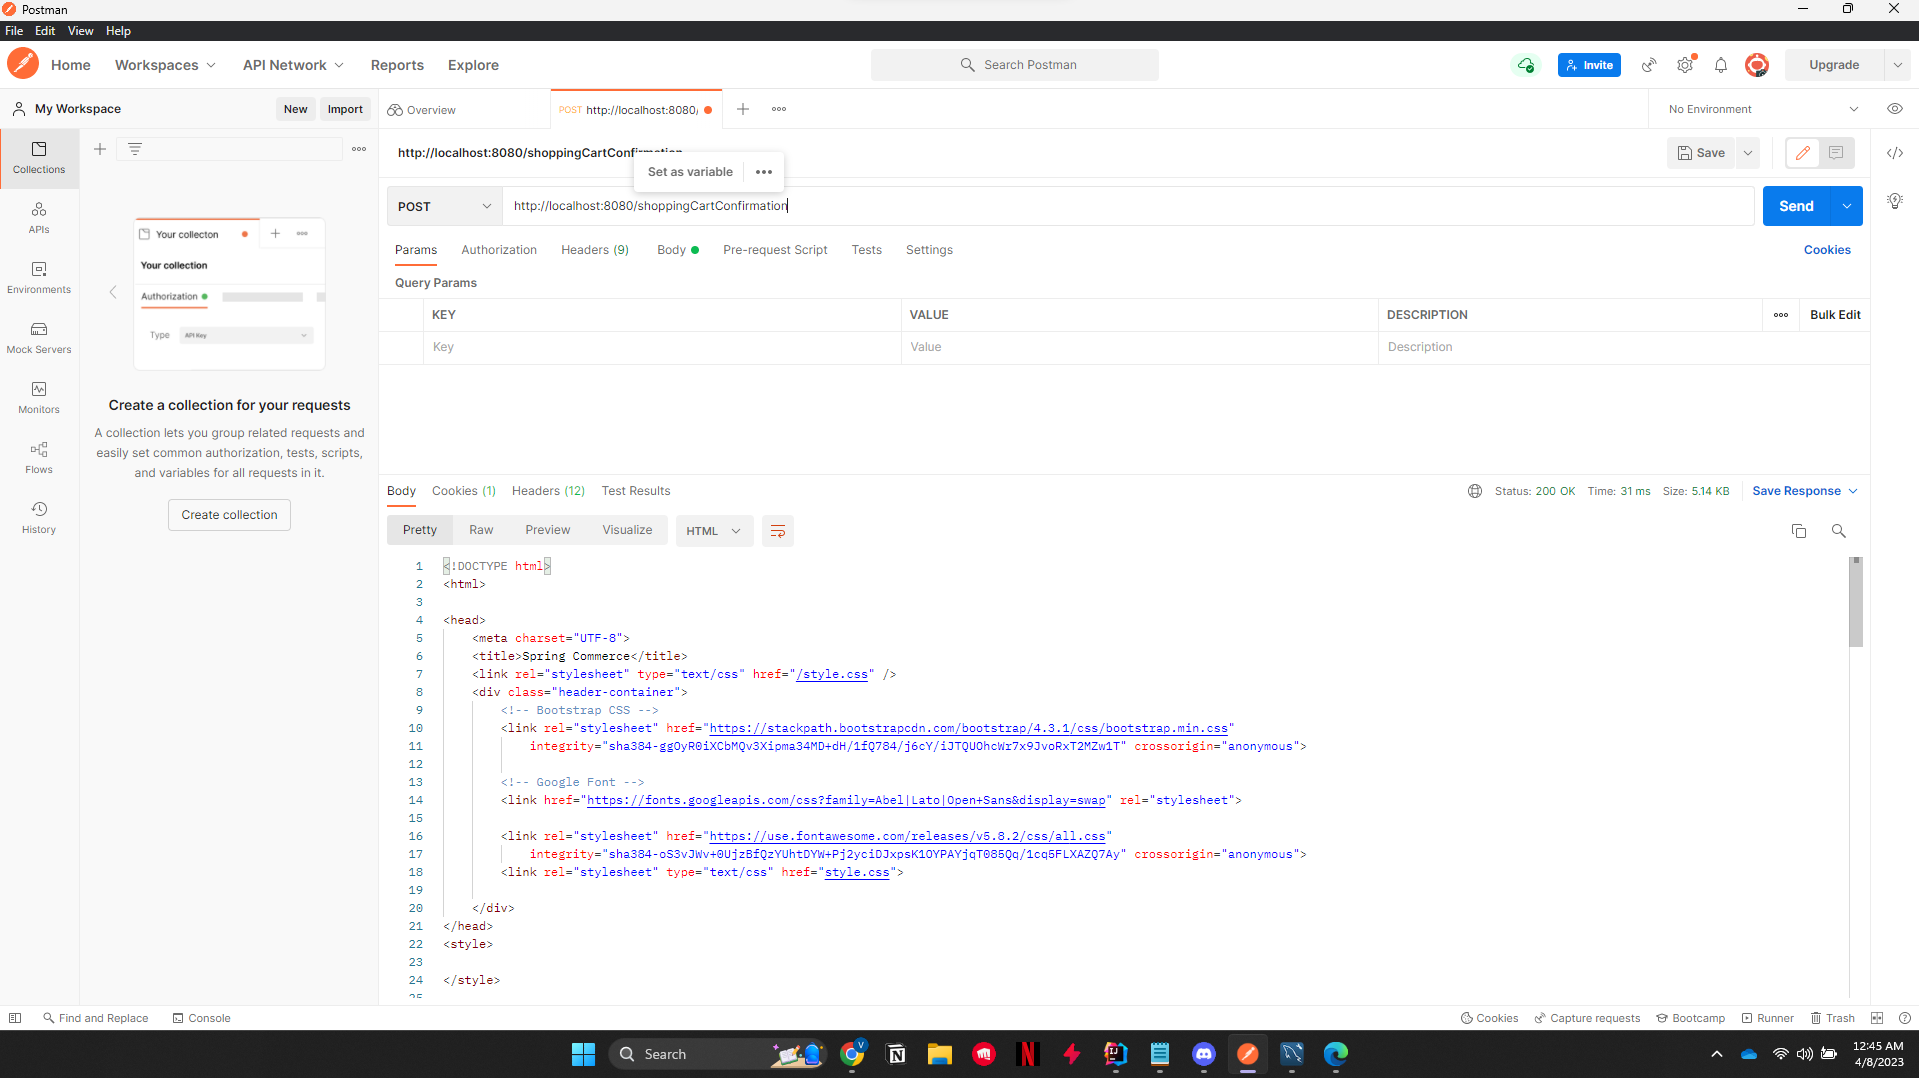 Postman
File Edit View Help
Home Workspaces API Network Reports Explore Search Postman Invite Upgrade
My Workspace New Import Overview POST http://localhost:8080/ No Environment
http://localhost:8080/shoppingCartConfirmation Save
Set as variable
POST http://localhost:8080/shoppingCartConfirmation Send
Params Authorization Headers (9) Body Pre-request Script Tests Settings Cookies
Query Params
KEY VALUE DESCRIPTION Bulk Edit
Key Value Description
Collections
APIs
Environments
Mock Servers
Monitors
Flows
History
Your collecton
Your collection
Authorization
Type API Key
Create a collection for your requests
A collection lets you group related requests and
easily set common authorization, tests, scripts,
and variables for all requests in it.
Create collection
Body Cookies (1) Headers (12) Test Results Status: 200 OK Time: 31 ms Size: 5.14 KB Save Response
Pretty Raw Preview Visualize HTML
1 <!DOCTYPE html>
2 <html>
3
4 <head>
5 <meta charset="UTF-8">
6 <title>Spring Commerce</title>
7 <link rel="stylesheet" type="text/css" href="/style.css" />
8 <div class="header-container">
9 <!-- Bootstrap CSS -->
10 <link rel="stylesheet" href="https://stackpath.bootstrapcdn.com/bootstrap/4.3.1/css/bootstrap.min.css"
11 integrity="sha384-ggOyR0iXCbMQv3Xipma34MD+dH/1fQ784/j6cY/iJTQUOhcWr7x9JvoRxT2MZw1T" crossorigin="anonymous">
12
13 <!-- Google Font -->
14 <link href="https://fonts.googleapis.com/css?family=Abel|Lato|Open+Sans&display=swap" rel="stylesheet">
15
16 <link rel="stylesheet" href="https://use.fontawesome.com/releases/v5.8.2/css/all.css"
17 integrity="sha384-oS3vJWv+0UjzBfQzYUhtDYW+Pj2yciDJxpsK1OYPAYjqT085Qq/1cq5FLXAZQ7Ay" crossorigin="anonymous">
18 <link rel="stylesheet" type="text/css" href="style.css">
19
20 </div>
21 </head>
22 <style>
23
24 </style>
25
Find and Replace Console Cookies Capture requests Bootcamp Runner Trash
Search
12:45 AM
4/8/2023